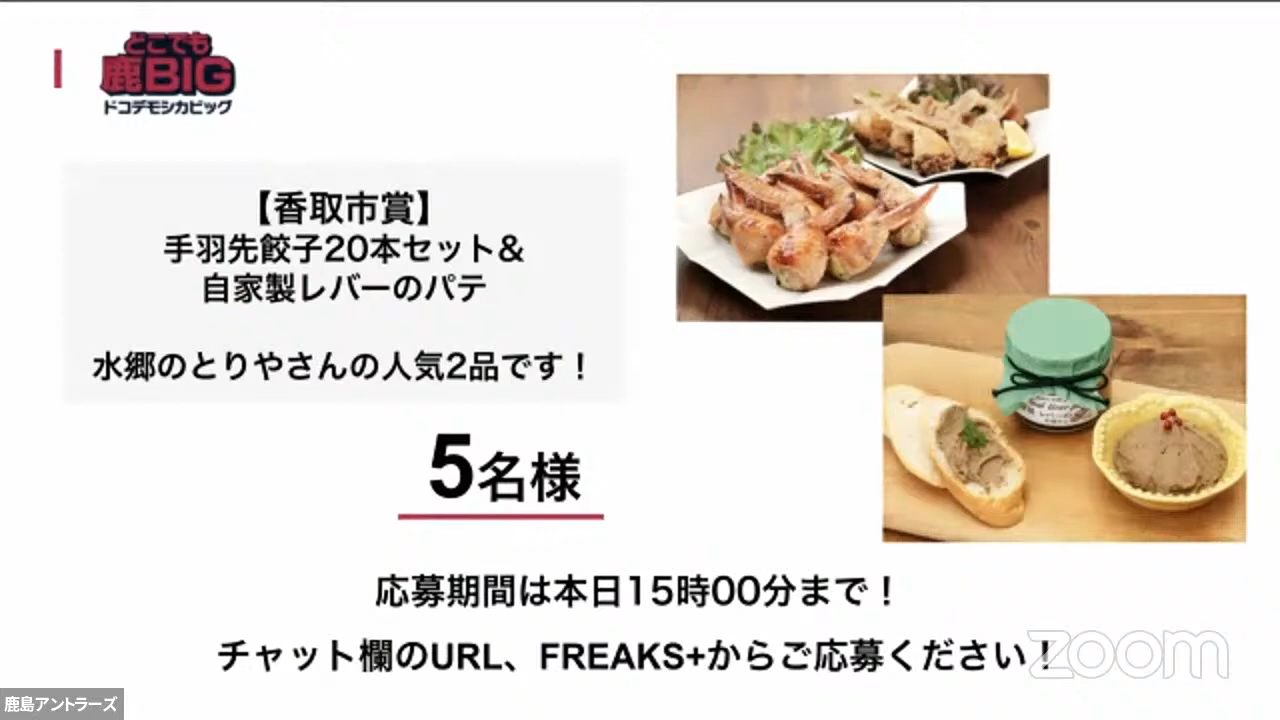 どこでも
鹿BIG
ドコデモシカビッグ
【香取市賞】
手羽先餃子20本セット&
自家製レバーのパテ
水郷のとりやさんの人気2品です！
5名様
応募期間は本日15時00分まで！
チャット欄のURL、FREAKS+からご応募ください！
zoom
鹿島アントラーズ